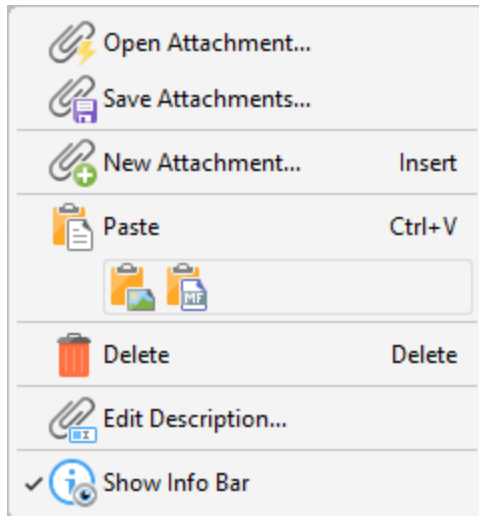 Open Attachment...
Save Attachments...
New Attachment... Insert
Paste Ctrl+V
MF
Delete Delete
Edit Description...
Show Info Bar